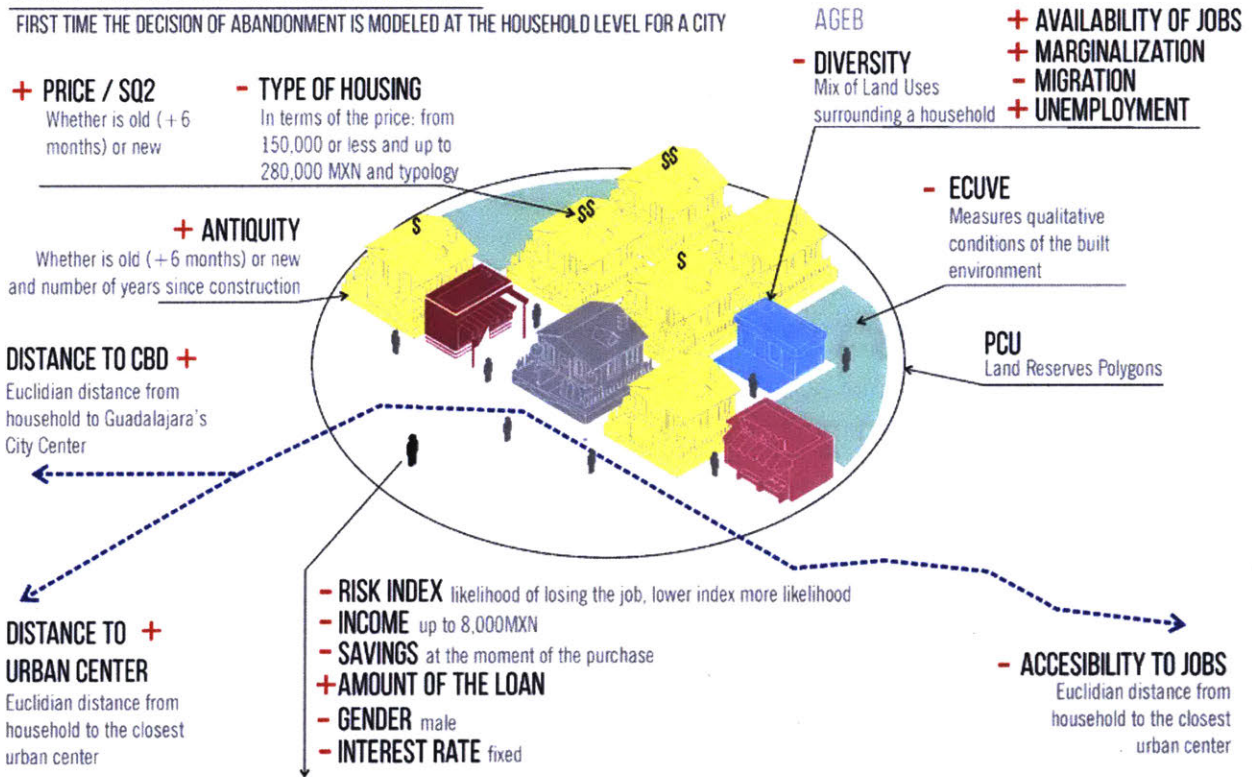 FIRST TIME THE DECISION OF ABANDONMENT IS MODELED AT THE HOUSEHOLD LEVEL FOR A CITY
+ PRICE / SQ2
Whether is old (+6
months) or new
- TYPE OF HOUSING
In terms of the price: from
150,000 or less and up to
280,000 MXN and typology
AGEB
- DIVERSITY
Mix of Land Uses
surrounding a household
+ AVAILABILITY OF JOBS
+ MARGINALIZATION
- MIGRATION
+ UNEMPLOYMENT
+ ANTIQUITY
Whether is old (+6 months) or new
and number of years since construction
$
$$
$$
$
- ECUVE
Measures qualitative
conditions of the built
environment
DISTANCE TO CBD +
Euclidian distance from
household to Guadalajara's
City Center
PCU
Land Reserves Polygons
DISTANCE TO +
URBAN CENTER
Euclidian distance from
household to the closest
urban center
- RISK INDEX likelihood of losing the job, lower index more likelihood
- INCOME up to 8,000MXN
- SAVINGS at the moment of the purchase
+ AMOUNT OF THE LOAN
- GENDER male
- INTEREST RATE fixed
- ACCESIBILITY TO JOBS
Euclidian distance from
household to the closest
urban center